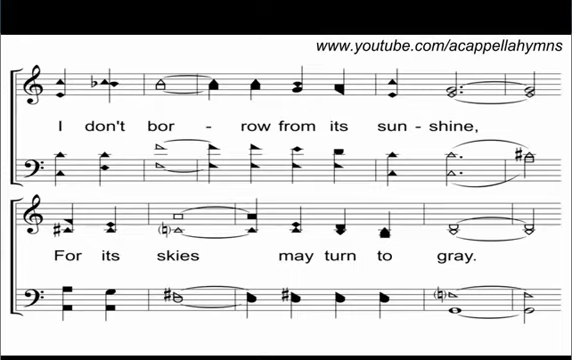 www.youtube.com/acappellahymns
I don't bor - row from its sun - shine,
For its skies may turn to gray.